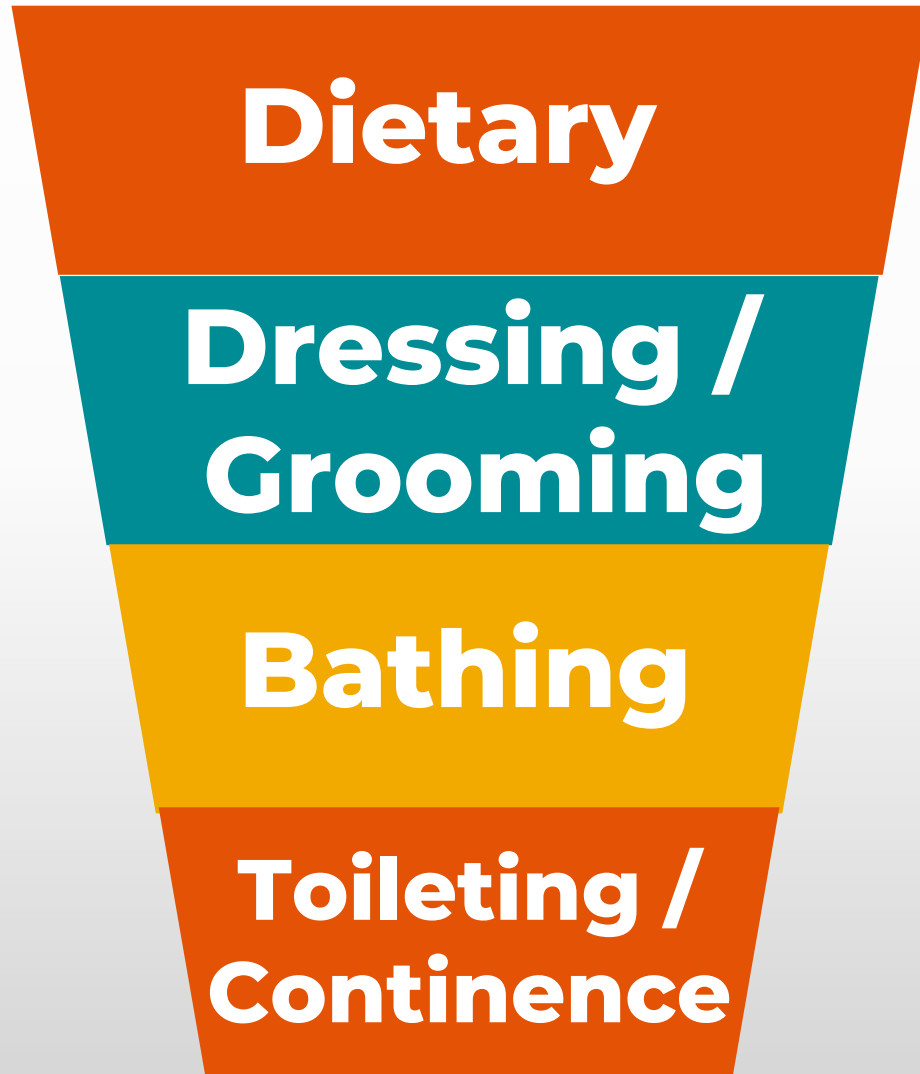 Dietary
Dressing /
Grooming
Bathing
Toileting /
Continence